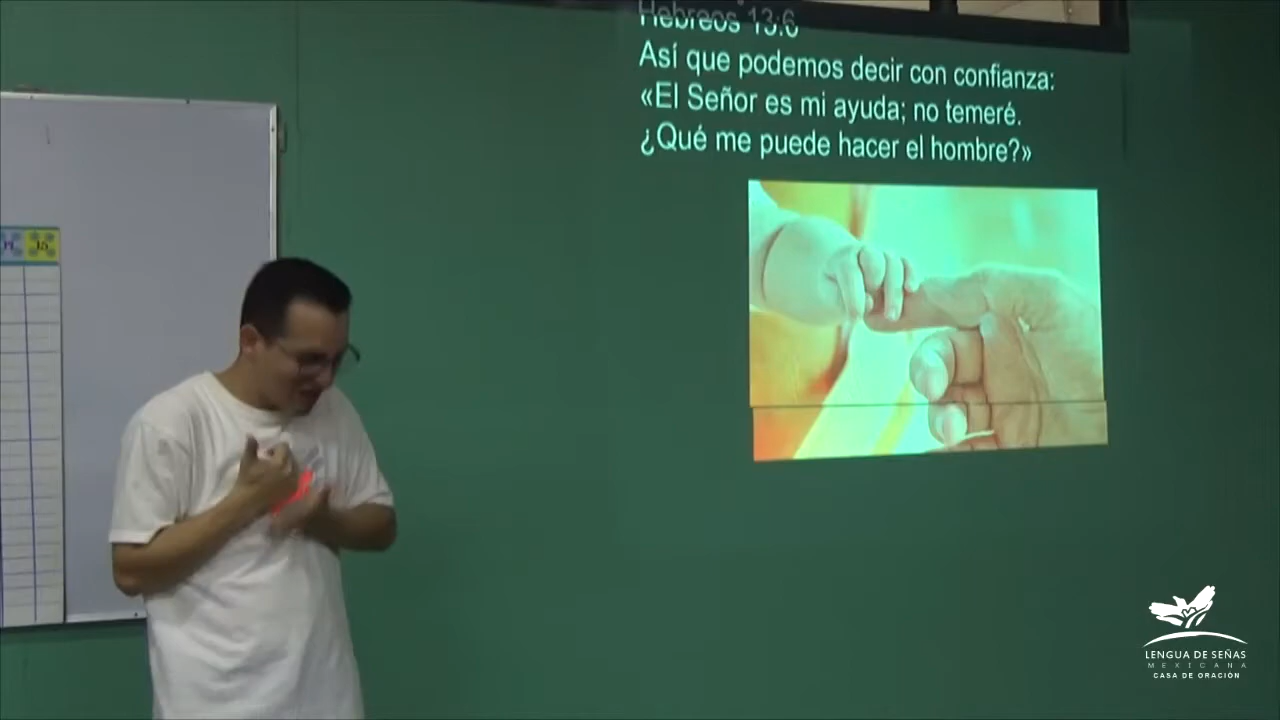 Hebreos 13:6
Así que podemos decir con confianza:
«El Señor es mi ayuda; no temeré.
¿Qué me puede hacer el hombre?»
LENGUA DE SEÑAS
MEXICANA
CASA DE ORACIÓN